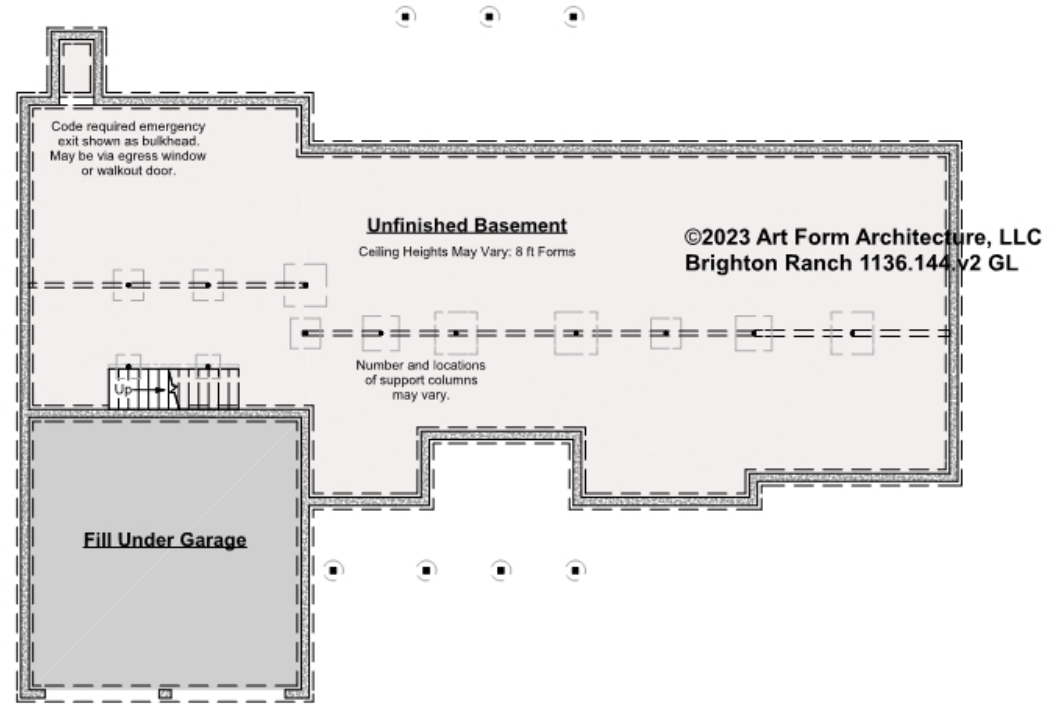 Code required emergency
exit shown as bulkhead.
May be via egress window
or walkout door.
Unfinished Basement
Ceiling Heights May Vary: 8 ft Forms
©2023 Art Form Architecture, LLC
Brighton Ranch 1136.144.v2 GL
Number and locations
of support columns
may vary.
Up
Fill Under Garage